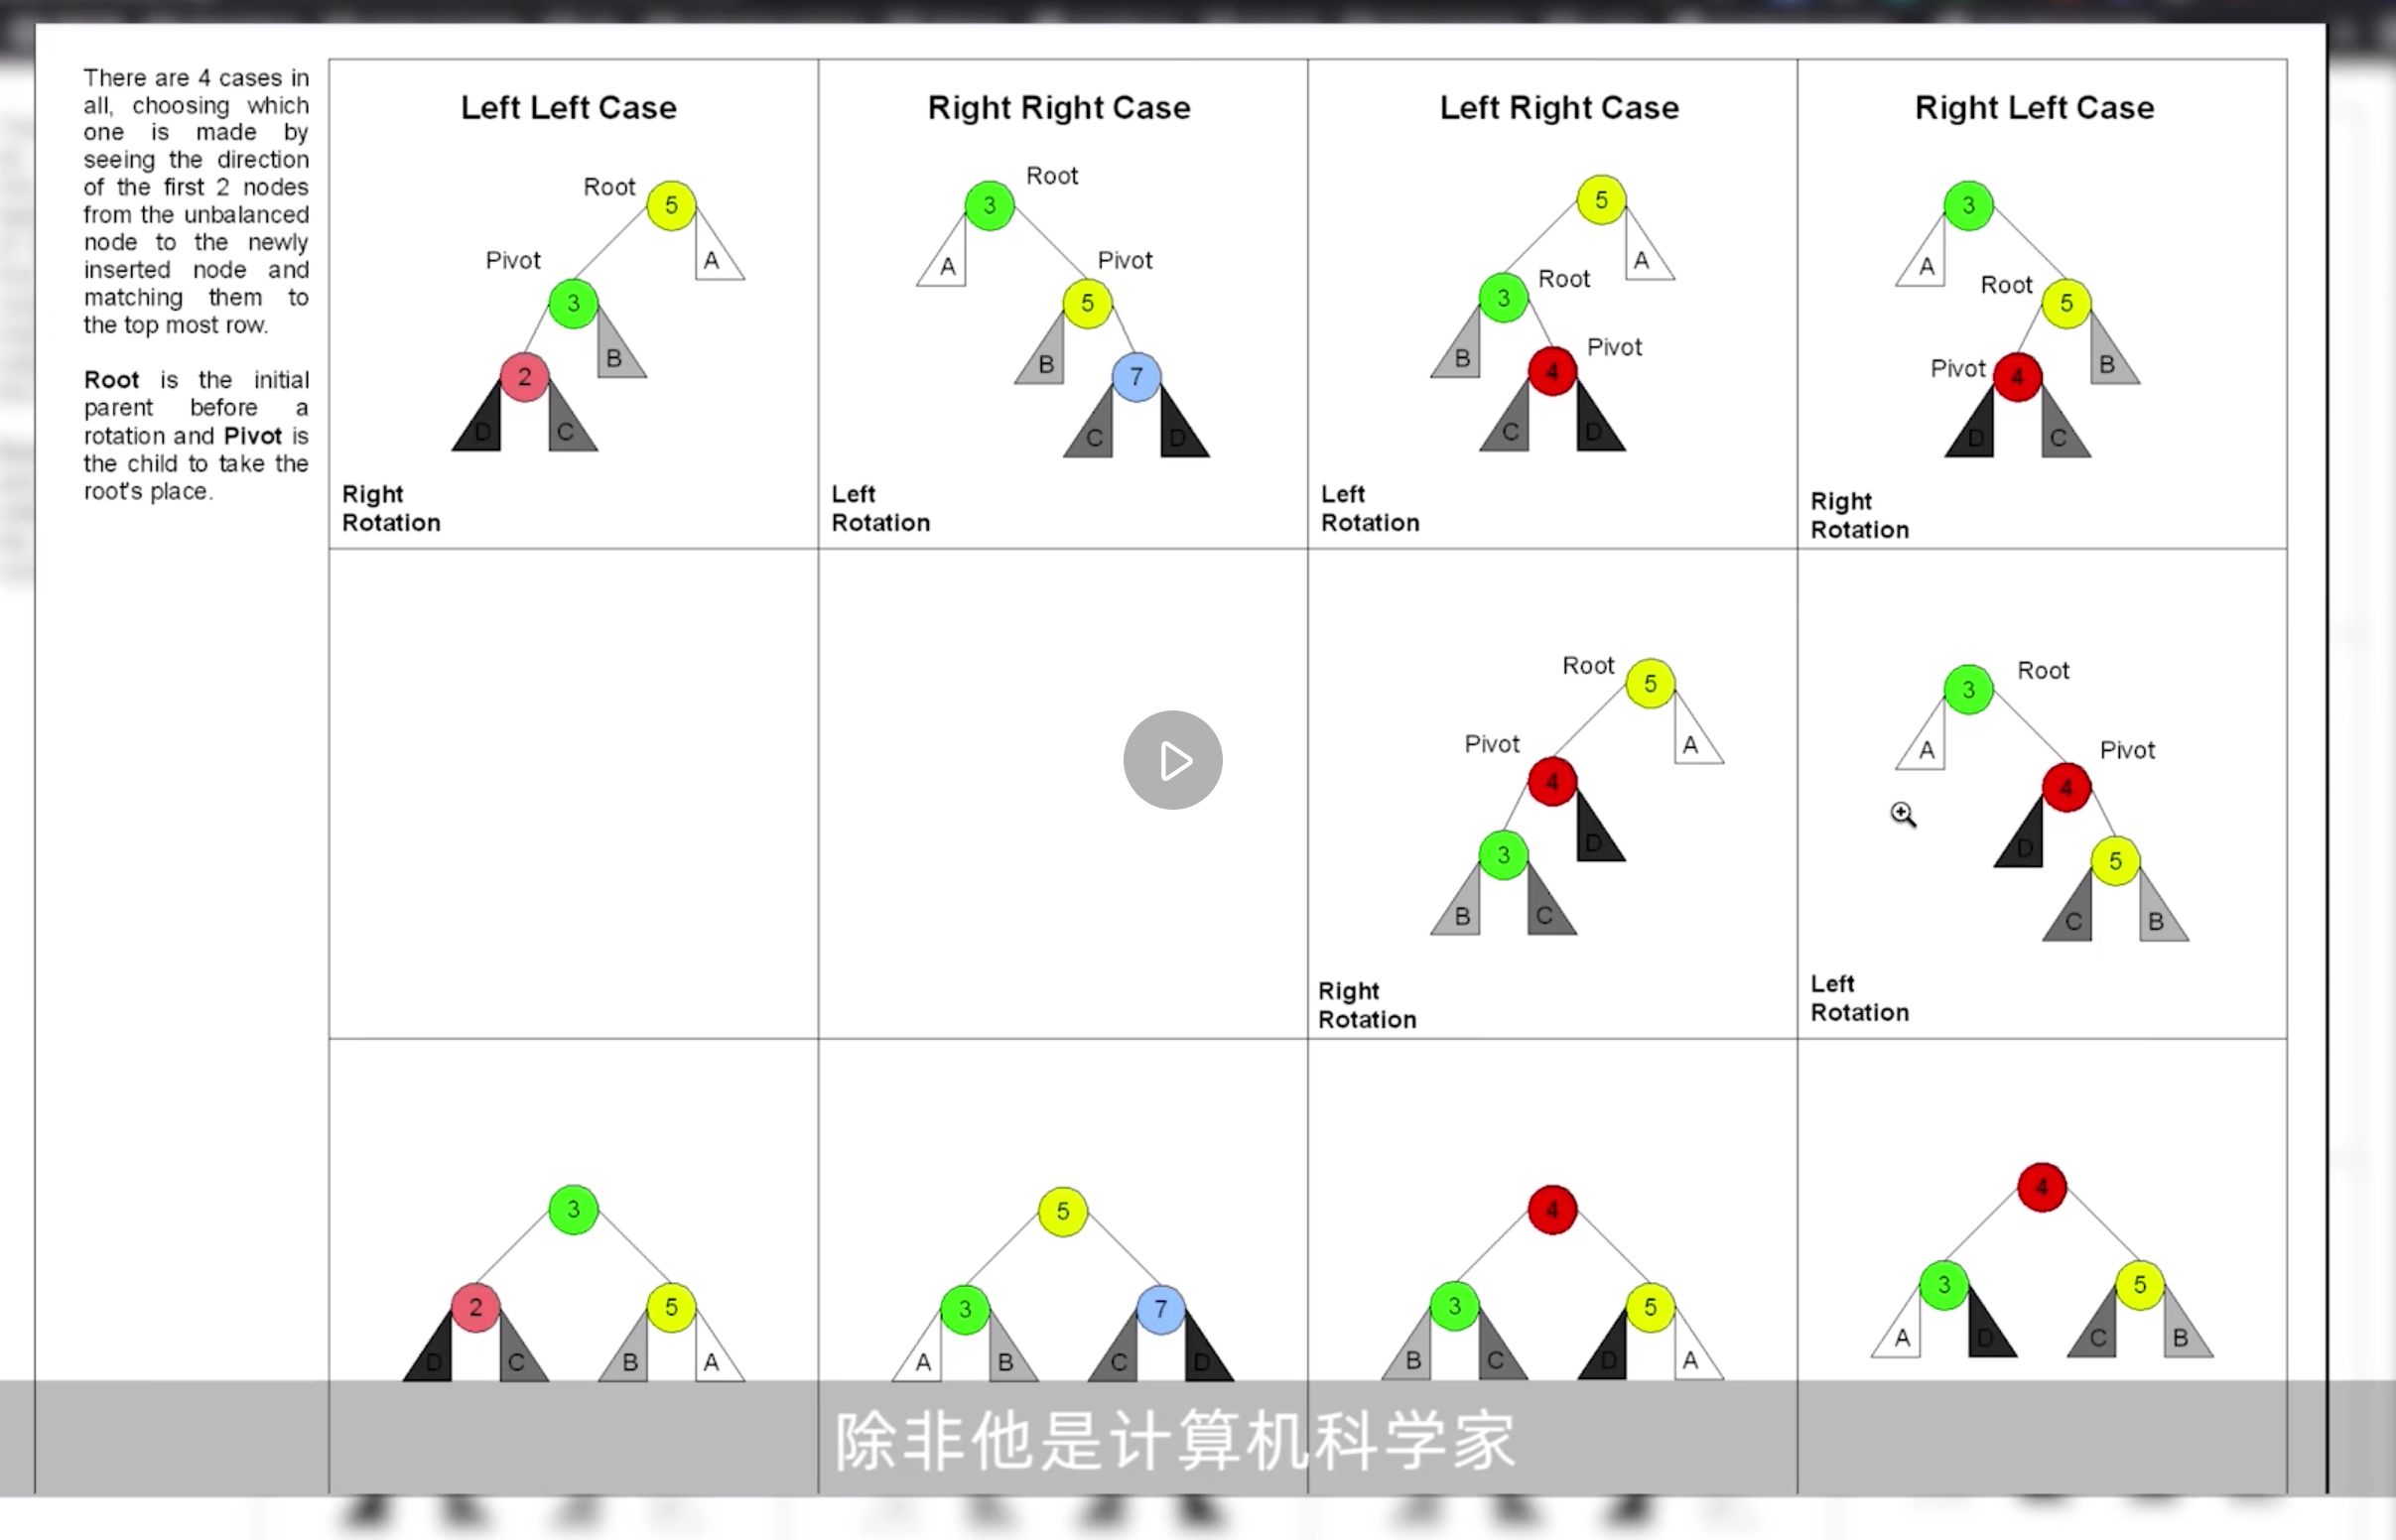 There are 4 cases in
all, choosing which
one is made by
seeing the direction
of the first 2 nodes
from the unbalanced
node to the newly
inserted node and
matching them to
the top most row.
Root is the initial
parent before a
rotation and Pivot is
the child to take the
root's place.
Left Left Case
Root
5
Pivot
A
3
B
2
D
C
Right
Rotation
Right Right Case
Root
3
A
Pivot
5
B
7
C
D
Left
Rotation
Left Right Case
5
A
Root
3
Pivot
B
4
C
D
Left
Rotation
Right Left Case
3
A
Root
5
Pivot
4
B
D
C
Right
Rotation
Root
5
Pivot
A
4
D
3
B
C
Right
Rotation
Root
3
A
Pivot
4
D
5
C
B
Left
Rotation
3
2
5
D
C
B
A
5
3
7
A
B
C
D
4
3
5
B
C
D
A
4
3
5
A
D
C
B
除非他是计算机科学家